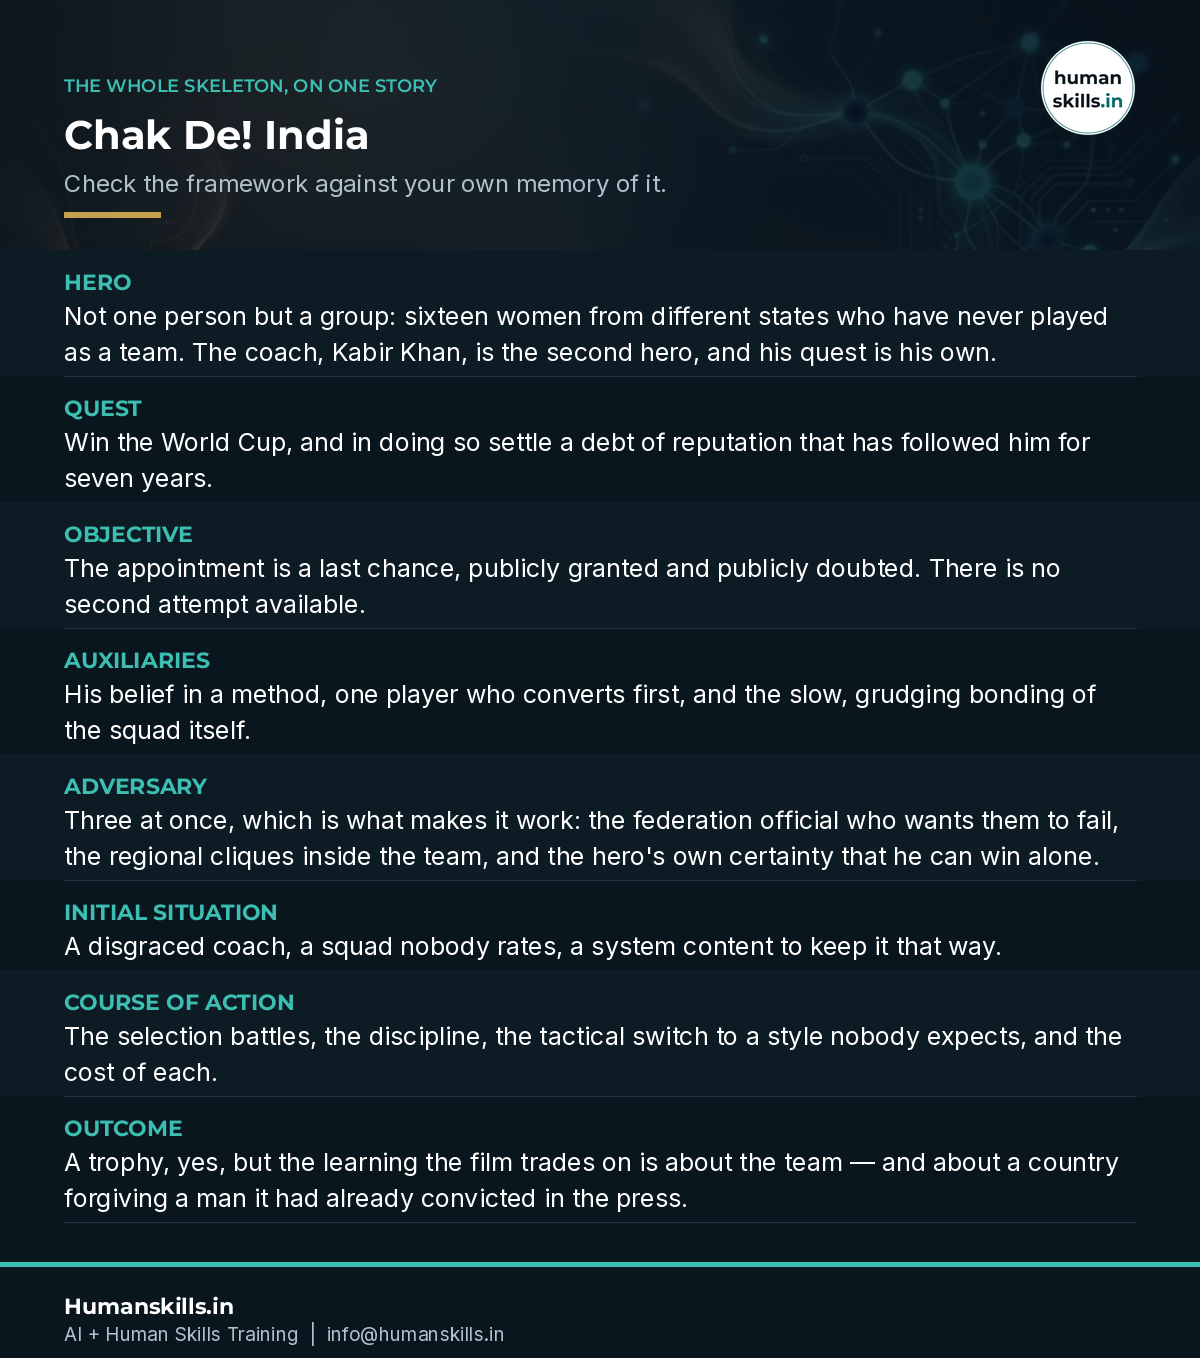 THE WHOLE SKELETON, ON ONE STORY
Chak De! India
Check the framework against your own memory of it.
human
skills.in
HERO
Not one person but a group: sixteen women from different states who have never played
as a team. The coach, Kabir Khan, is the second hero, and his quest is his own.
QUEST
Win the World Cup, and in doing so settle a debt of reputation that has followed him for
seven years.
OBJECTIVE
The appointment is a last chance, publicly granted and publicly doubted. There is no
second attempt available.
AUXILIARIES
His belief in a method, one player who converts first, and the slow, grudging bonding of
the squad itself.
ADVERSARY
Three at once, which is what makes it work: the federation official who wants them to fail,
the regional cliques inside the team, and the hero's own certainty that he can win alone.
INITIAL SITUATION
A disgraced coach, a squad nobody rates, a system content to keep it that way.
COURSE OF ACTION
The selection battles, the discipline, the tactical switch to a style nobody expects, and the
cost of each.
OUTCOME
A trophy, yes, but the learning the film trades on is about the team — and about a country
forgiving a man it had already convicted in the press.
Humanskills.in
AI + Human Skills Training | info@humanskills.in